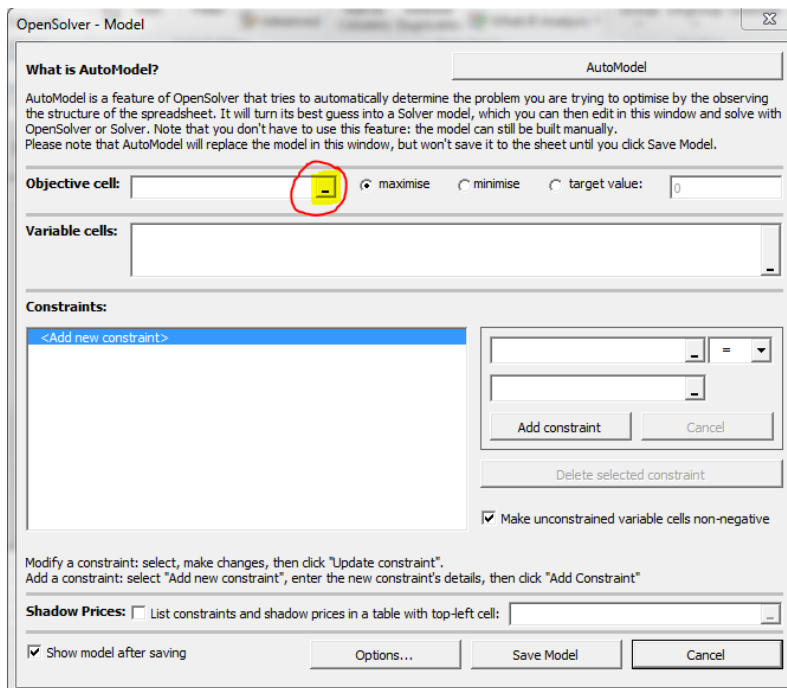 OpenSolver - Model
What is AutoModel?
AutoModel
AutoModel is a feature of OpenSolver that tries to automatically determine the problem you are trying to optimise by the observing
the structure of the spreadsheet. It will turn its best guess into a Solver model, which you can then edit in this window and solve with
OpenSolver or Solver. Note that you don't have to use this feature: the model can still be built manually.
Please note that AutoModel will replace the model in this window, but won't save it to the sheet until you click Save Model.
Objective cell: _ maximise minimise target value: 0
Variable cells:
_
Constraints:
<Add new constraint>
_ =
_
Add constraint Cancel
Delete selected constraint
Make unconstrained variable cells non-negative
Modify a constraint: select, make changes, then click "Update constraint".
Add a constraint: select "Add new constraint", enter the new constraint's details, then click "Add Constraint"
Shadow Prices: List constraints and shadow prices in a table with top-left cell: _
Show model after saving Options... Save Model Cancel